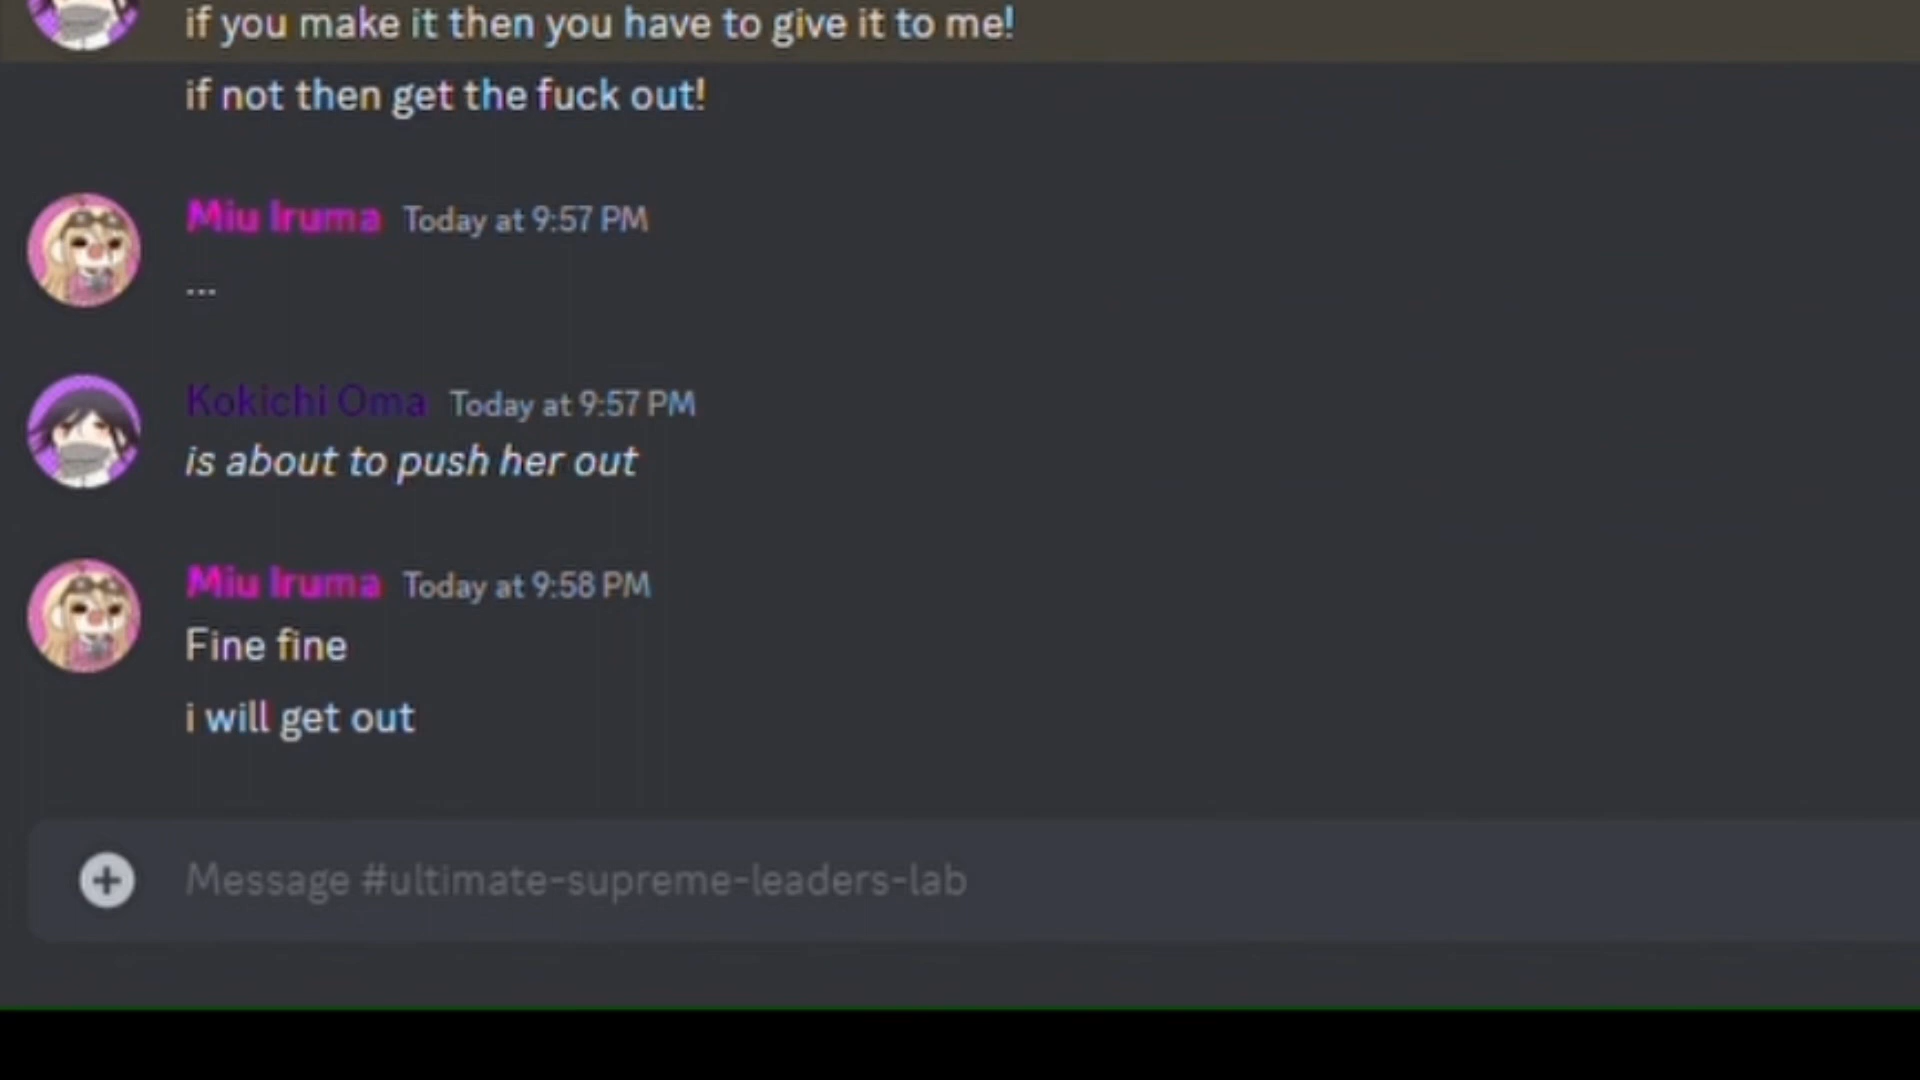 if you make it then you have to give it to me!
if not then get the fuck out!
Miu Iruma Today at 9:57 PM
...
Kokichi Oma Today at 9:57 PM
is about to push her out
Miu Iruma Today at 9:58 PM
Fine fine
i will get out
Message #ultimate-supreme-leaders-lab